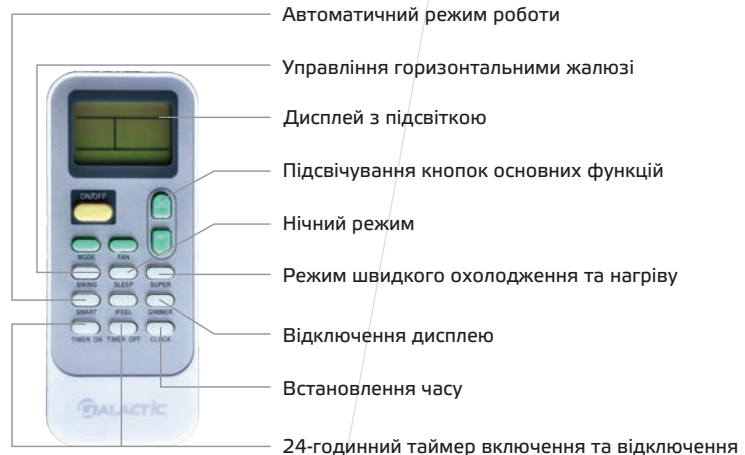 Автоматичний режим роботи
Управління горизонтальними жалюзі
Дисплей з підсвіткою
Підсвічування кнопок основних функцій
Нічний режим
Режим швидкого охолодження та нагріву
Відключення дисплею
Встановлення часу
24-годинний таймер включення та відключення
ON/OFF
MODE FAN
SWING SLEEP SUPER
SMART IFEEL DIMMER
TIMER ON TIMER OFF CLOCK
GALACTIC